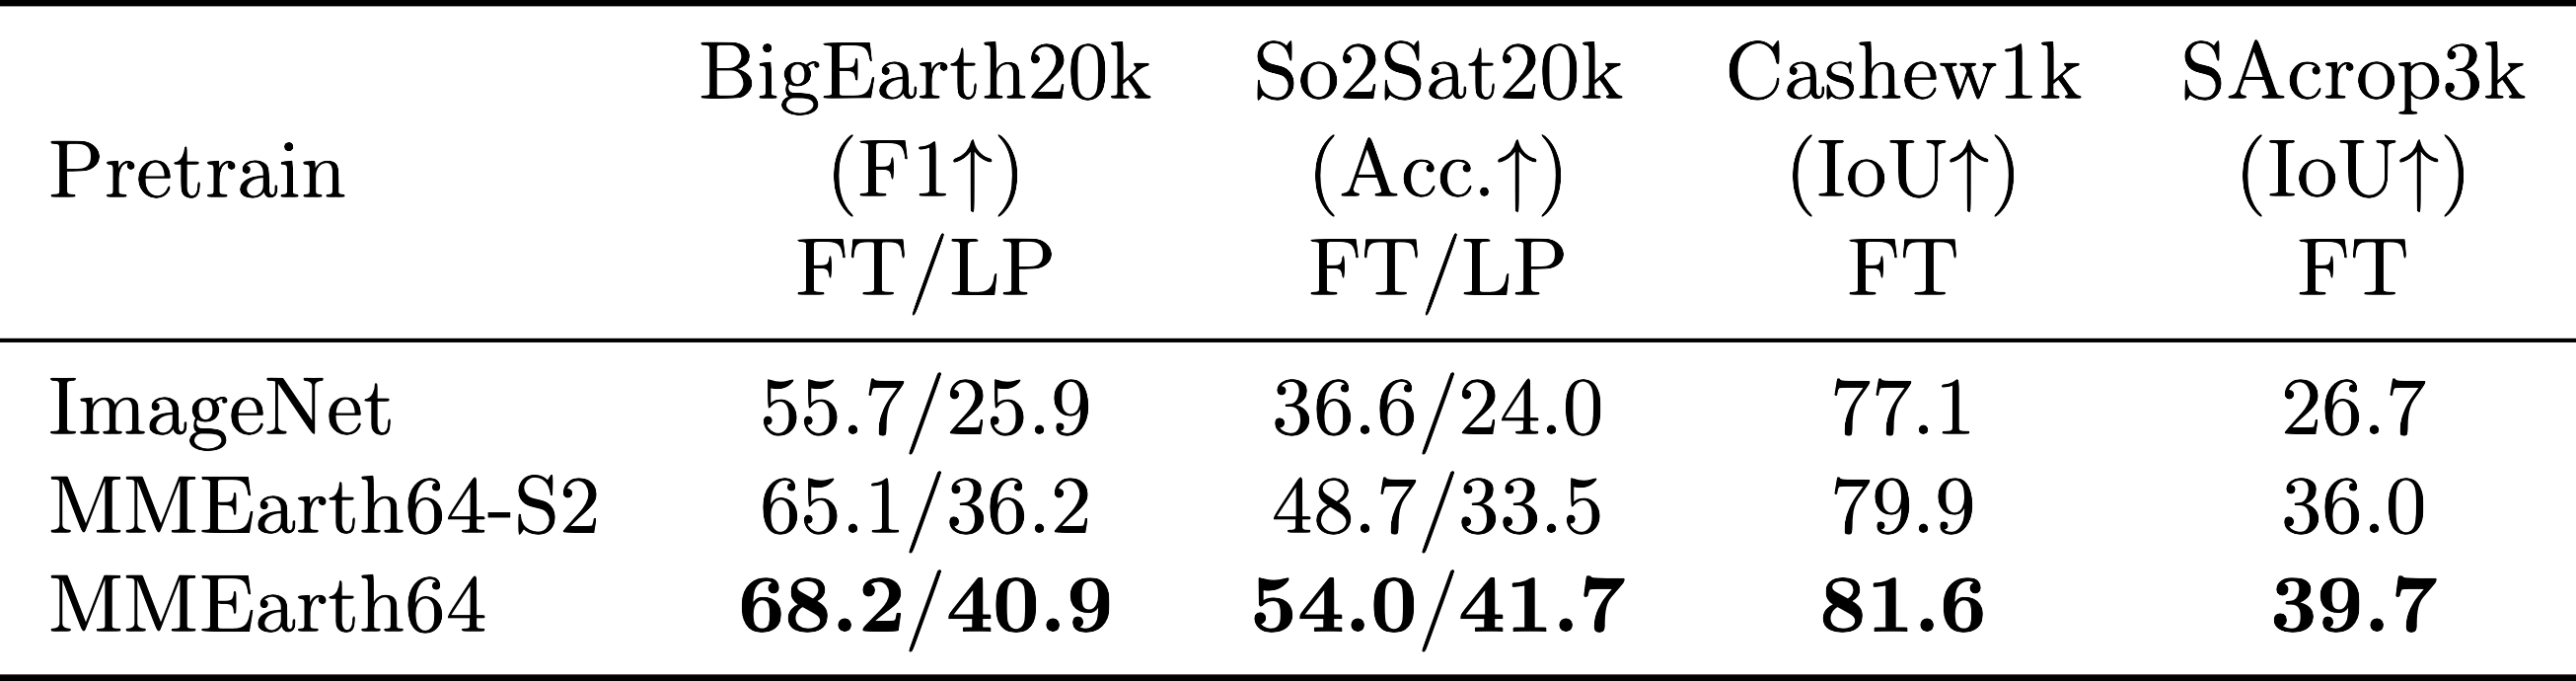 BigEarth20k So2Sat20k Cashew1k SAcrop3k
Pretrain (F1↑) (Acc.↑) (IoU↑) (IoU↑)
FT/LP FT/LP FT FT
ImageNet 55.7/25.9 36.6/24.0 77.1 26.7
MMEarth64-S2 65.1/36.2 48.7/33.5 79.9 36.0
MMEarth64 68.2/40.9 54.0/41.7 81.6 39.7